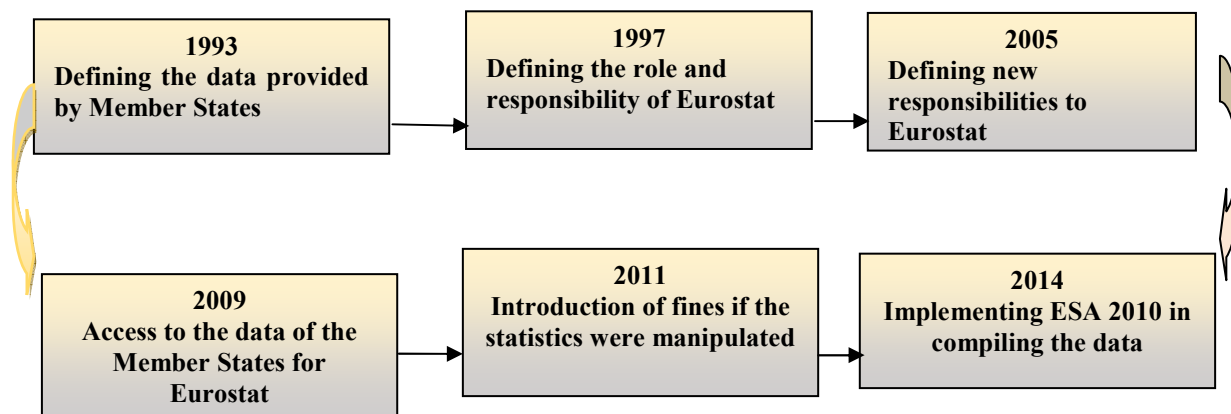 1993
Defining the data provided
by Member States
1997
Defining the role and
responsibility of Eurostat
2005
Defining new
responsibilities to
Eurostat
2009
Access to the data of the
Member States for
Eurostat
2011
Introduction of fines if the
statistics were manipulated
2014
Implementing ESA 2010 in
compiling the data